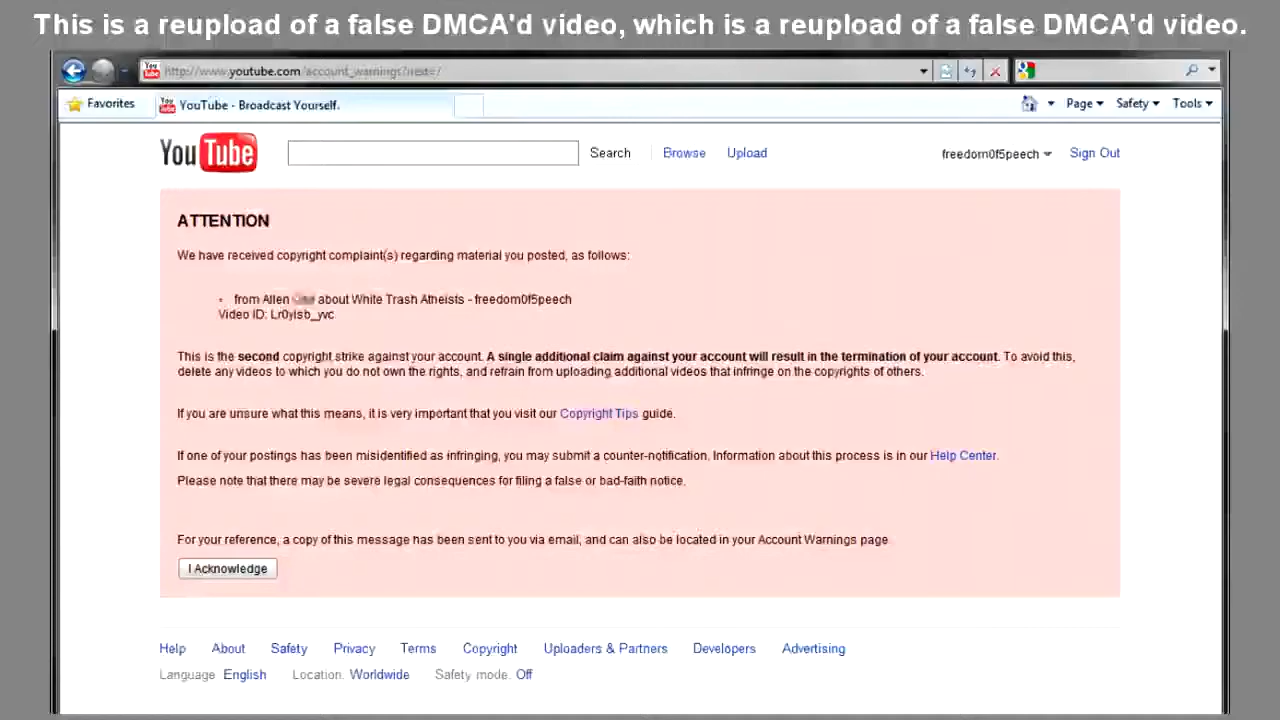 This is a reupload of a false DMCA'd video, which is a reupload of a false DMCA'd video.
http://www.youtube.com/account_warnings?next=/
Favorites YouTube - Broadcast Yourself. Page Safety Tools
YouTube Search Browse Upload freedom0f5peech Sign Out
ATTENTION
We have received copyright complaint(s) regarding material you posted, as follows:
from Allen about White Trash Atheists - freedom0f5peech
Video ID: Lr0yisb_yvc
This is the second copyright strike against your account. A single additional claim against your account will result in the termination of your account. To avoid this,
delete any videos to which you do not own the rights, and refrain from uploading additional videos that infringe on the copyrights of others.
If you are unsure what this means, it is very important that you visit our Copyright Tips guide.
If one of your postings has been misidentified as infringing, you may submit a counter-notification. Information about this process is in our Help Center.
Please note that there may be severe legal consequences for filing a false or bad-faith notice.
For your reference, a copy of this message has been sent to you via email, and can also be located in your Account Warnings page
I Acknowledge
Help About Safety Privacy Terms Copyright Uploaders & Partners Developers Advertising
Language English Location: Worldwide Safety mode: Off